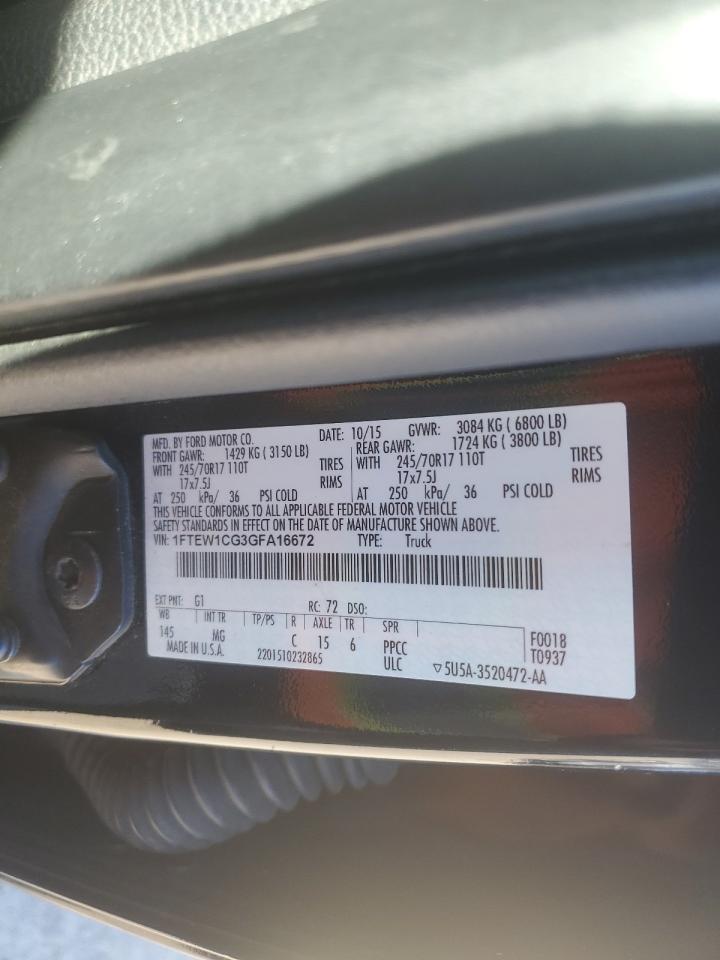 MFD. BY FORD MOTOR CO. DATE: 10/15 GVWR: 3084 KG ( 6800 LB)
FRONT GAWR: 1429 KG ( 3150 LB) REAR GAWR: 1724 KG ( 3800 LB)
WITH 245/70R17 110T TIRES WITH 245/70R17 110T TIRES
17x7.5J RIMS 17x7.5J RIMS
AT 250 kPa/ 36 PSI COLD AT 250 kPa/ 36 PSI COLD
THIS VEHICLE CONFORMS TO ALL APPLICABLE FEDERAL MOTOR VEHICLE
SAFETY STANDARDS IN EFFECT ON THE DATE OF MANUFACTURE SHOWN ABOVE.
VIN: 1FTEW1CG3GFA16672 TYPE: Truck
EXT PNT: G1 RC: 72 DSO:
WB INT TR TP/PS R AXLE TR SPR
145 MG C 15 6 PPCC F0018
MADE IN U.S.A. 2201510232865 ULC T0937
▽5U5A-3520472-AA